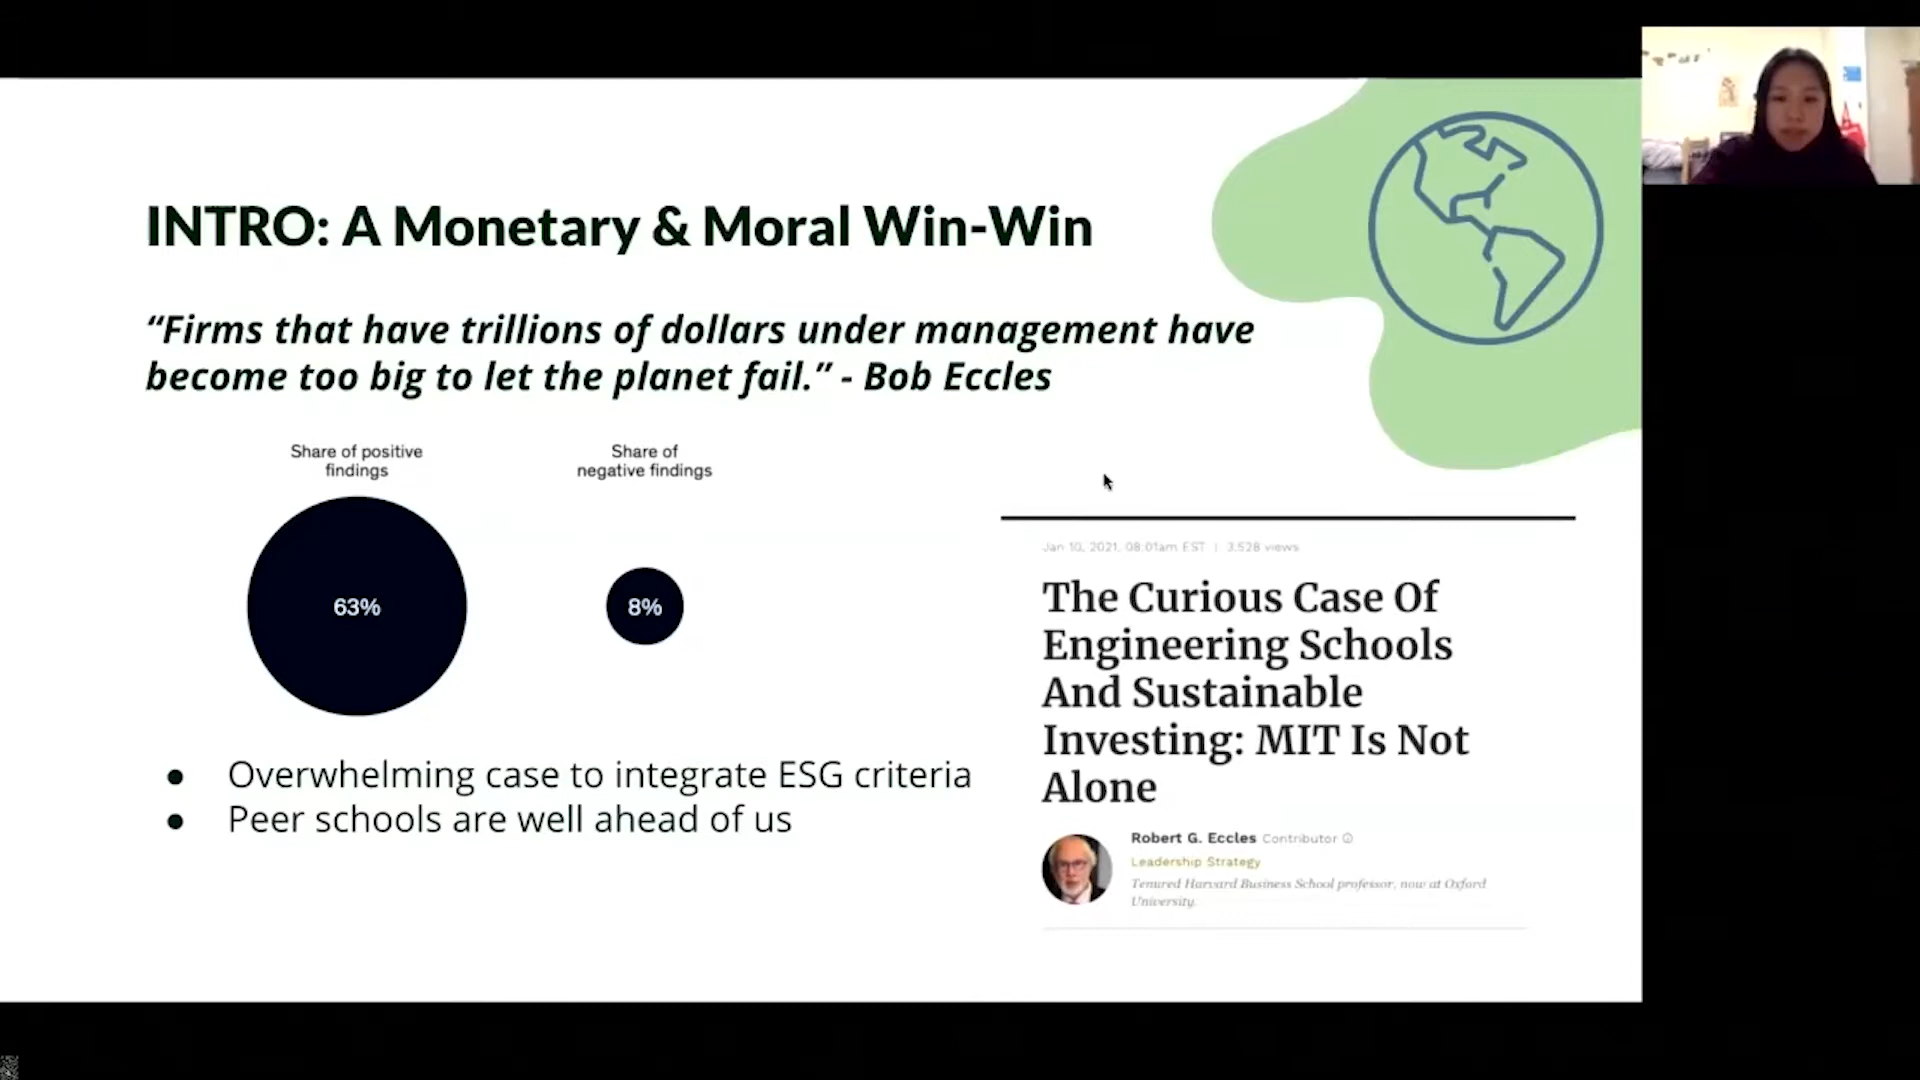 INTRO: A Monetary & Moral Win-Win
“Firms that have trillions of dollars under management have
become too big to let the planet fail.” - Bob Eccles
Share of positive
findings
63%
Share of
negative findings
8%
● Overwhelming case to integrate ESG criteria
● Peer schools are well ahead of us
Jan 10, 2021, 08:01am EST | 3,528 views
The Curious Case Of
Engineering Schools
And Sustainable
Investing: MIT Is Not
Alone
Robert G. Eccles Contributor
Leadership Strategy
Tenured Harvard Business School professor, now at Oxford
University.